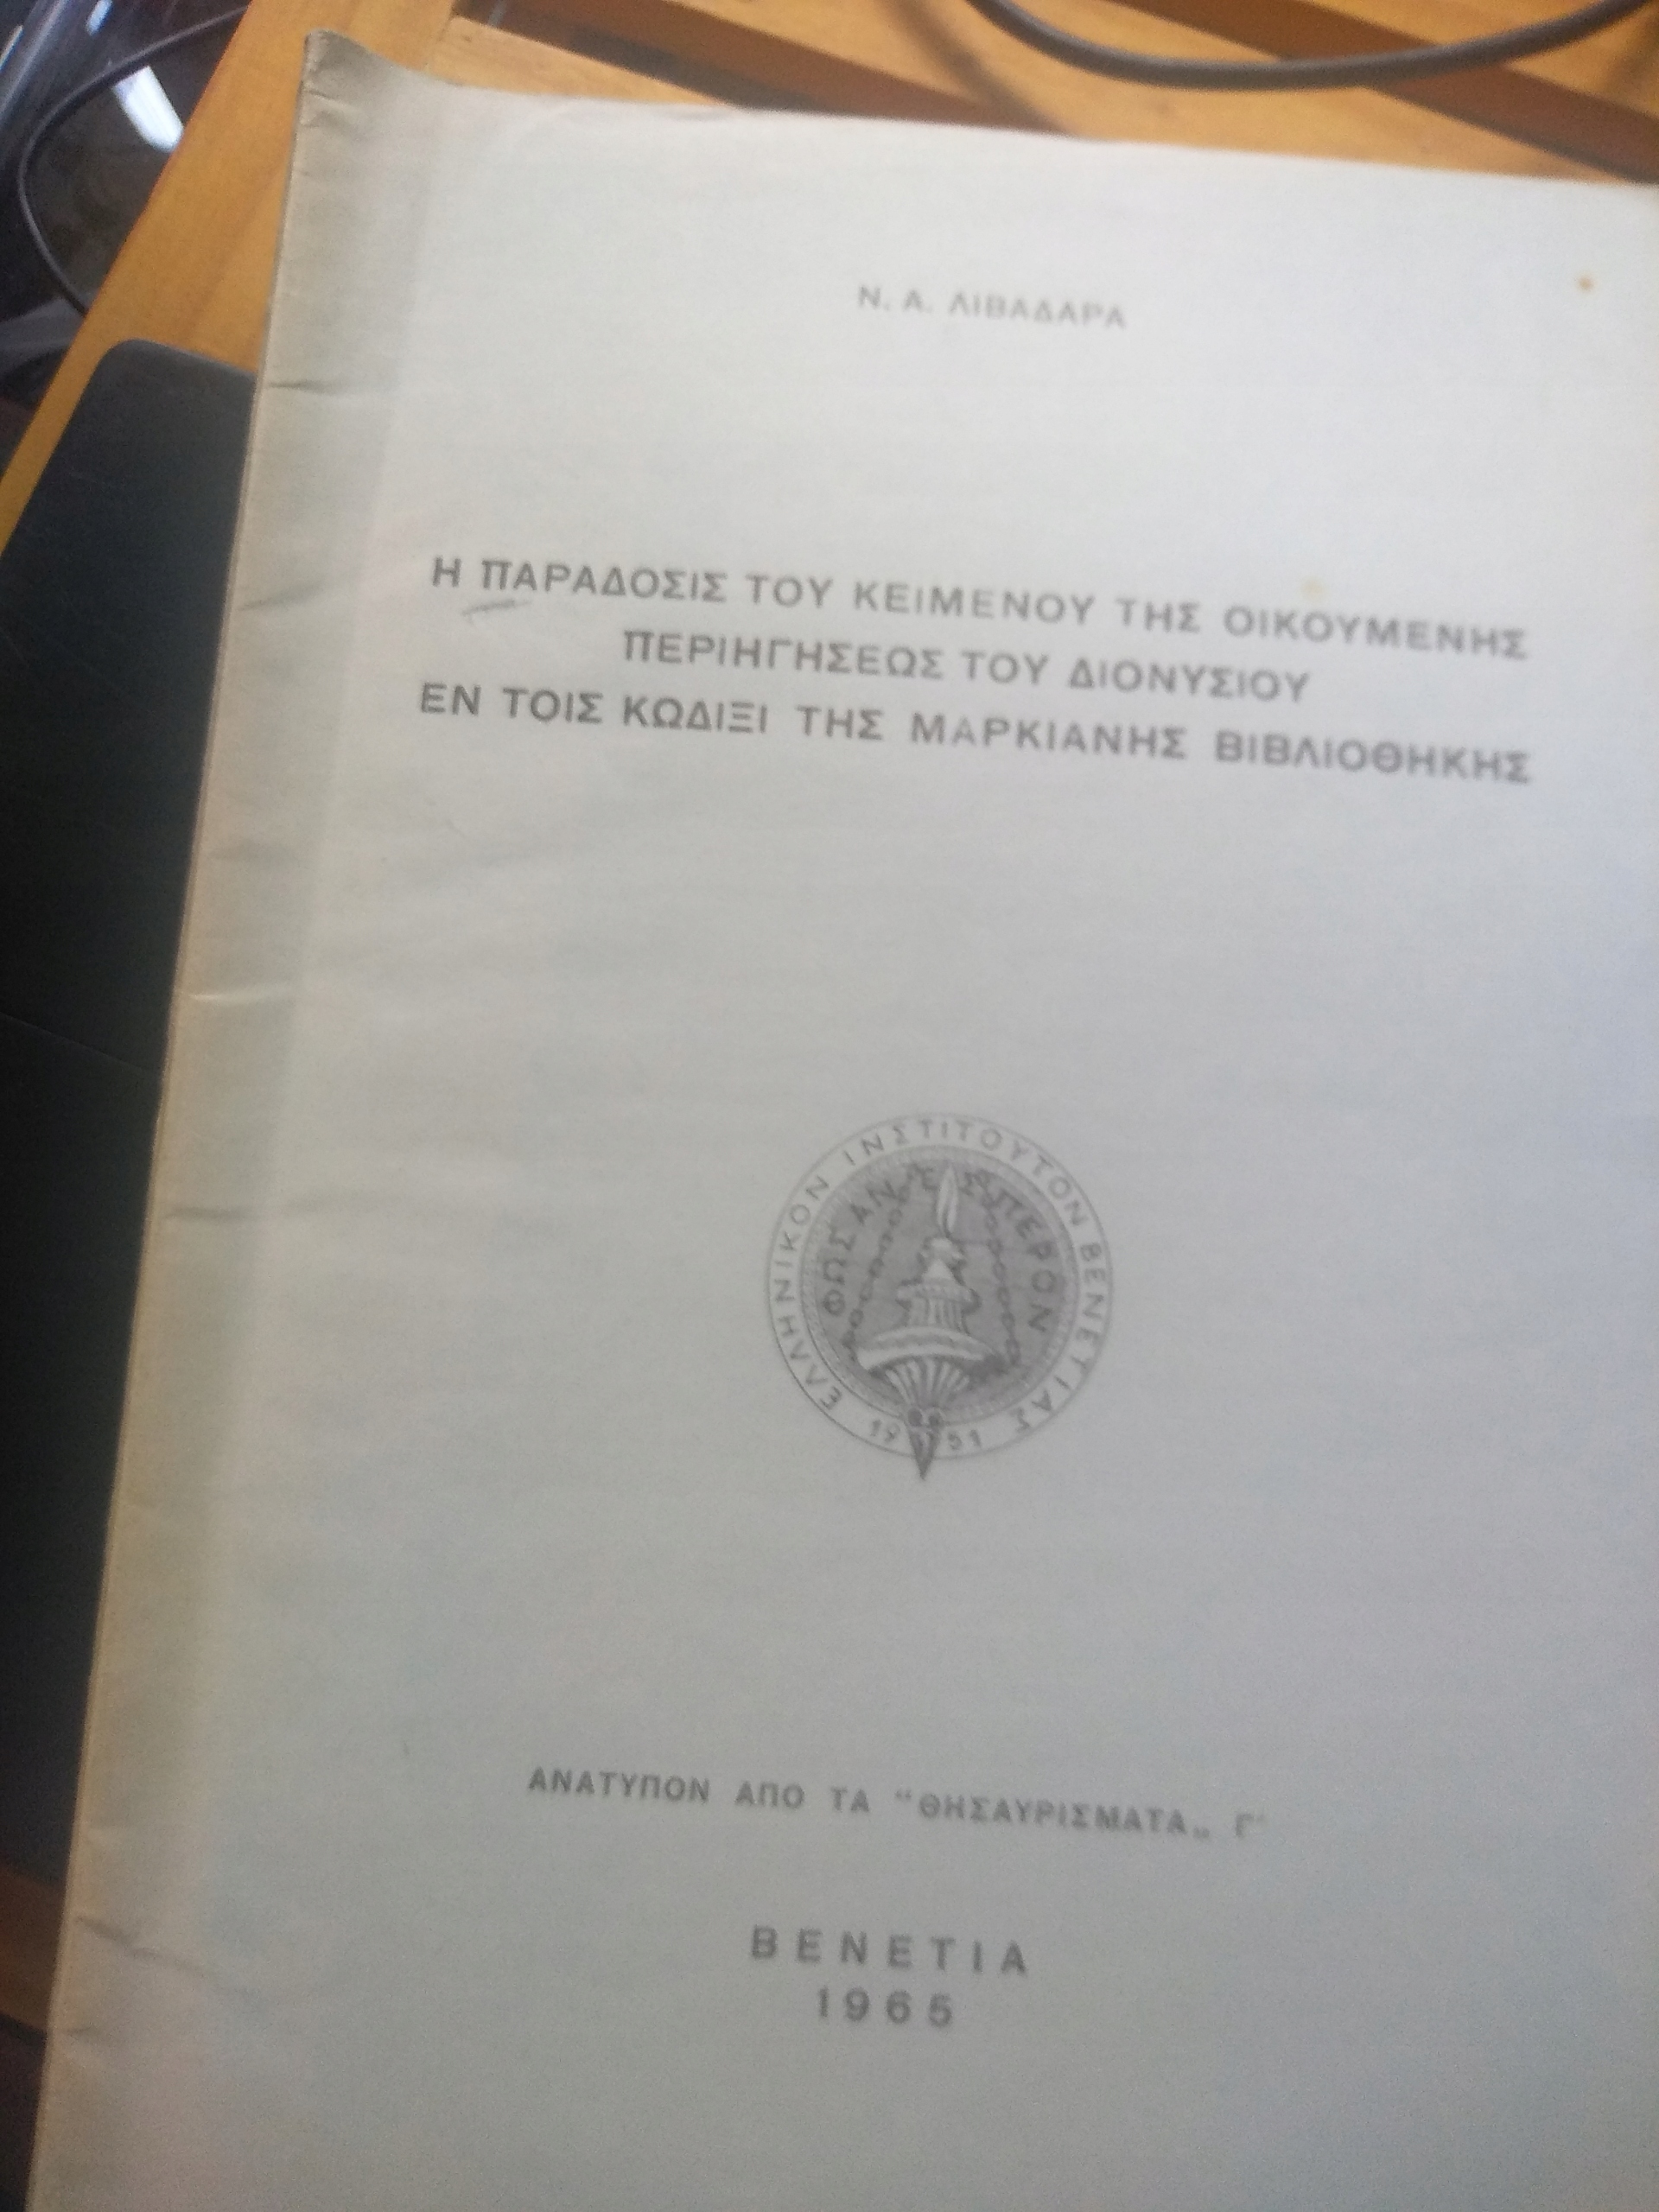 Ν. Α. ΛΙΒΑΔΑΡΑ
Η ΠΑΡΑΔΟΣΙΣ ΤΟΥ ΚΕΙΜΕΝΟΥ ΤΗΣ ΟΙΚΟΥΜΕΝΗΣ
ΠΕΡΙΗΓΗΣΕΩΣ ΤΟΥ ΔΙΟΝΥΣΙΟΥ
ΕΝ ΤΟΙΣ ΚΩΔΙΞΙ ΤΗΣ ΜΑΡΚΙΑΝΗΣ ΒΙΒΛΙΟΘΗΚΗΣ
ΕΛΛΗΝΙΚΟΝ ΙΝΣΤΙΤΟΥΤΟΝ ΒΕΝΕΤΙΑΣ
ΦΩΣ ΑΝΕΣΠΕΡΟΝ
1951
ΑΝΑΤΥΠΟΝ ΑΠΟ ΤΑ “ΘΗΣΑΥΡΙΣΜΑΤΑ„ Γ'
ΒΕΝΕΤΙΑ
1965